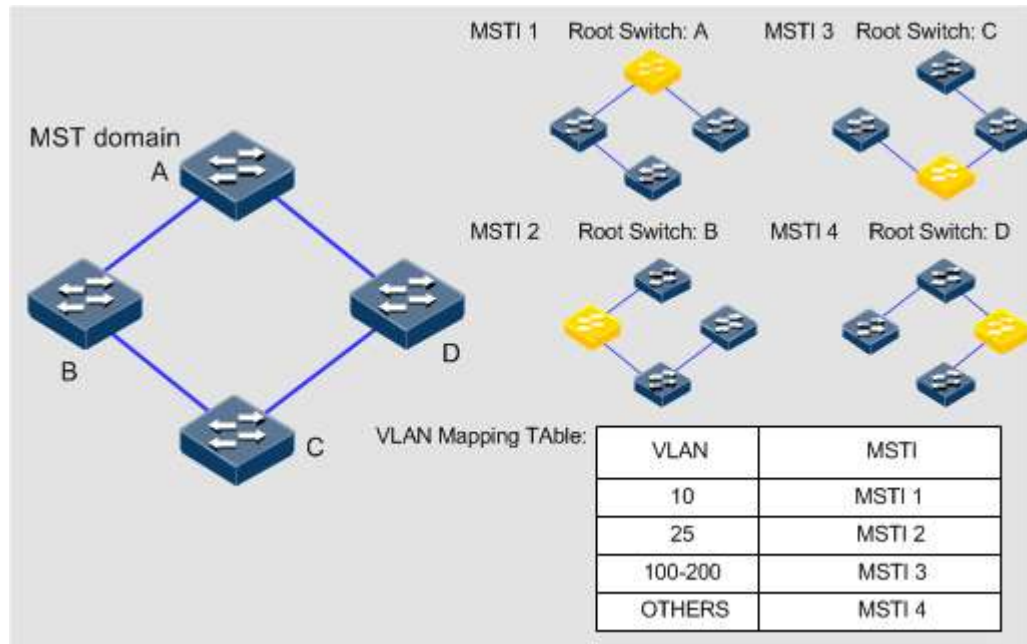 MSTI 1 Root Switch: A
MSTI 3 Root Switch: C
MST domain
A
B
D
C
MSTI 2 Root Switch: B
MSTI 4 Root Switch: D
VLAN Mapping TAble:
VLAN MSTI
10 MSTI 1
25 MSTI 2
100-200 MSTI 3
OTHERS MSTI 4